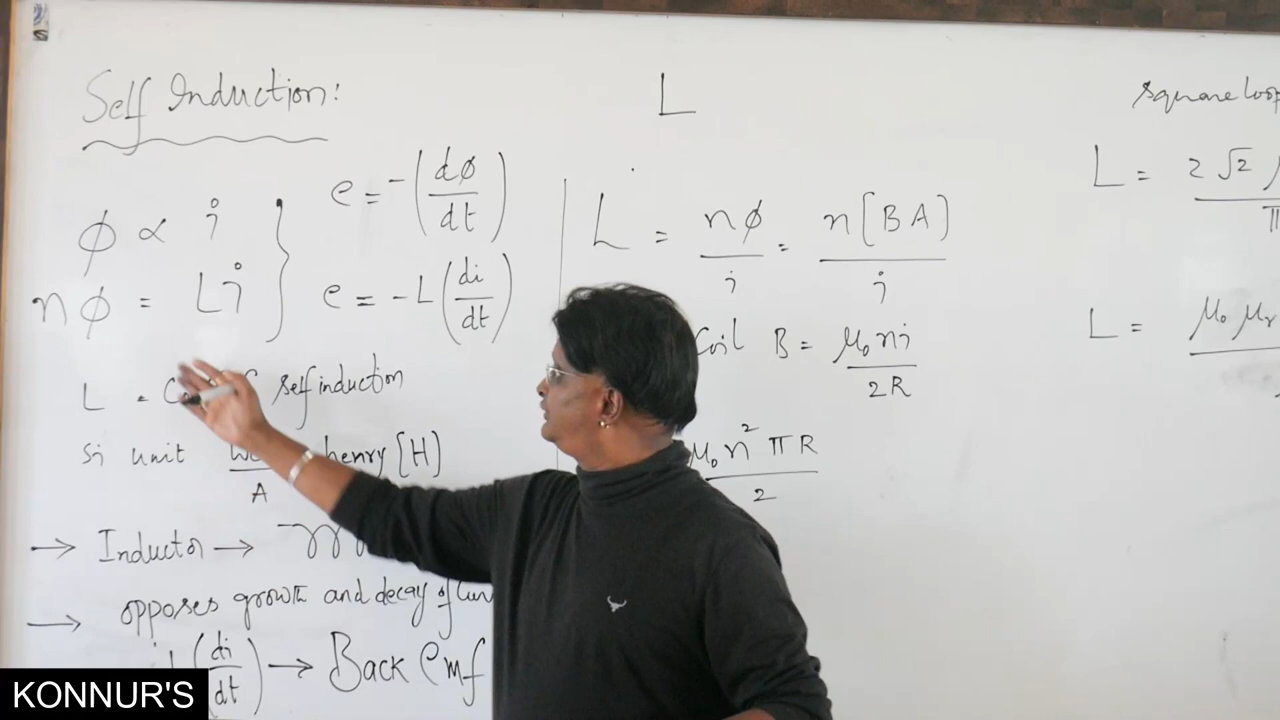 Self Induction:
L
square loop
ϕ ∝ i
e = -(dϕ/dt)
nϕ = Li
e = -L(di/dt)
L = self induction
SI unit A henry [H]
→ Inductor →
→ opposes growth and decay of
(di/dt) → Back emf
L = nϕ/i = n[BA]/i
Coil B = μ₀ni/2R
μ₀n²πR/2
L = 2√2
π
L = μ₀μᵣ
KONNUR'S